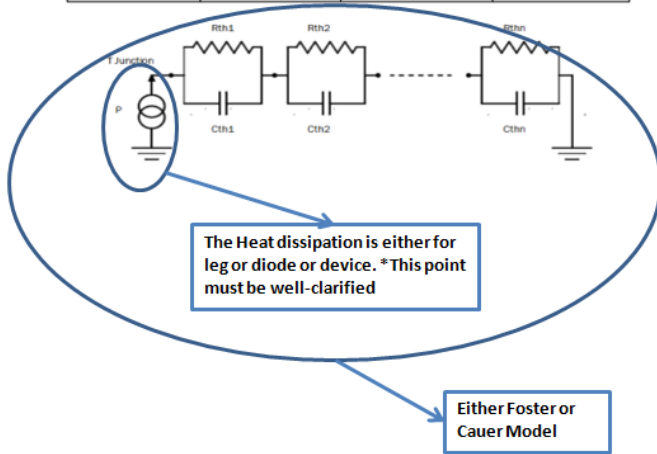 Rth1
Rth2
Rthn
T Junction
P
Cth1
Cth2
Cthn
The Heat dissipation is either for
leg or diode or device. *This point
must be well-clarified
Either Foster or
Cauer Model